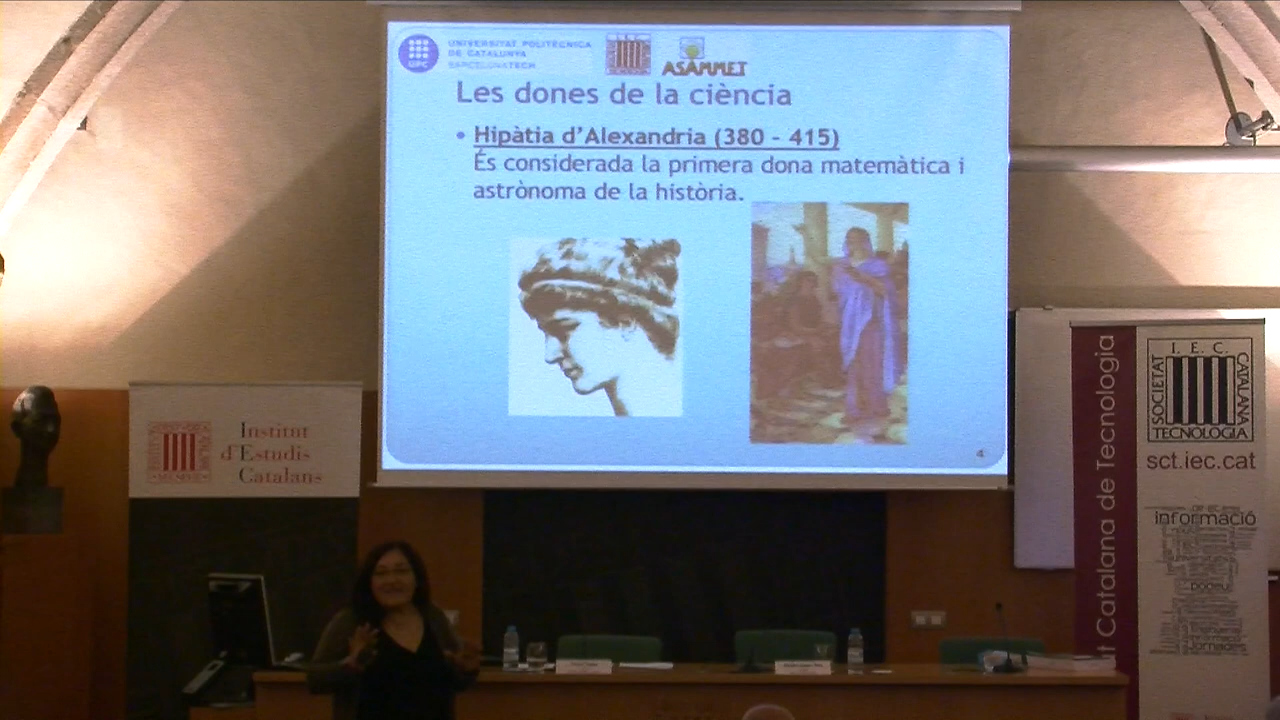 UNIVERSITAT POLITÈCNICA
DE CATALUNYA
BARCELONATECH
UPC
ASAMMET
Les dones de la ciència
• Hipàtia d'Alexandria (380 - 415)
És considerada la primera dona matemàtica i
astrònoma de la història.
4
Institut
d'Estudis
Catalans
t Catalana de Tecnologia
I. E. C.
SOCIETAT
CATALANA
TECNOLOGIA
sct.iec.cat
informació
Jornades